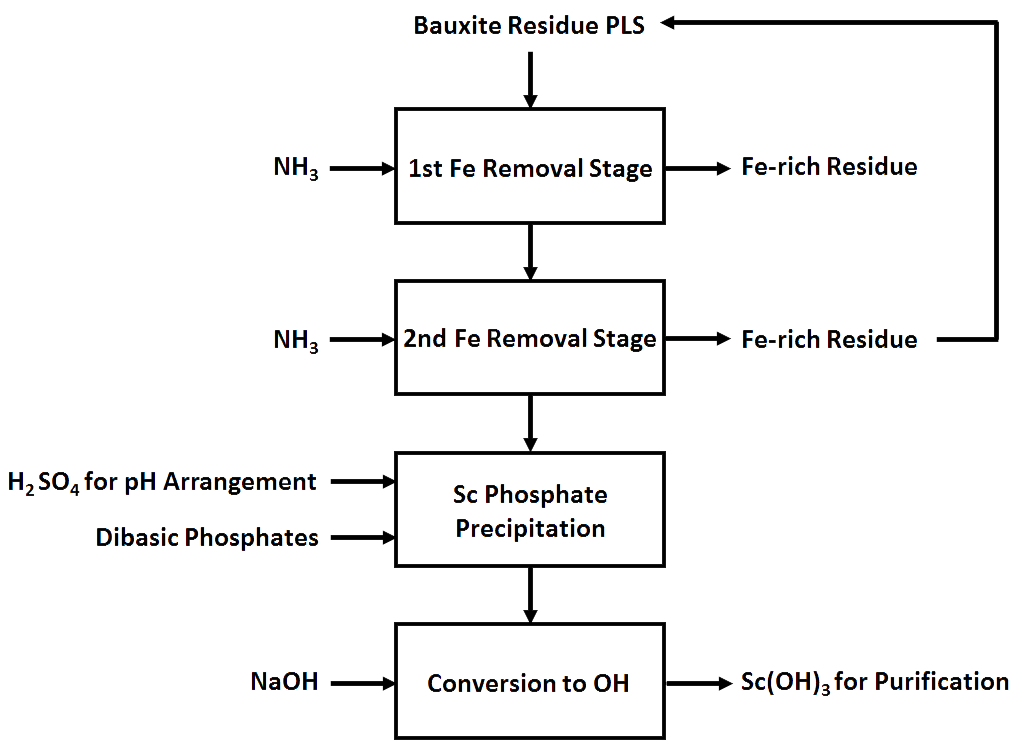 Bauxite Residue PLS
NH₃
1st Fe Removal Stage
Fe-rich Residue
NH₃
2nd Fe Removal Stage
Fe-rich Residue
H₂SO₄ for pH Arrangement
Dibasic Phosphates
Sc Phosphate
Precipitation
NaOH
Conversion to OH
Sc(OH)₃ for Purification